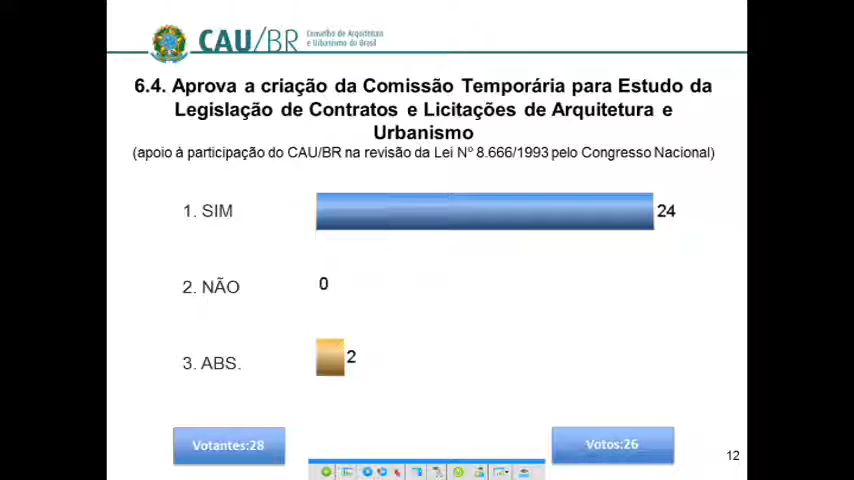 CAU/BR
Conselho de Arquitetura
e Urbanismo do Brasil
6.4. Aprova a criação da Comissão Temporária para Estudo da
Legislação de Contratos e Licitações de Arquitetura e
Urbanismo
(apoio à participação do CAU/BR na revisão da Lei Nº 8.666/1993 pelo Congresso Nacional)
1. SIM 24
2. NÃO 0
3. ABS. 2
Votantes:28
Votos:26
12